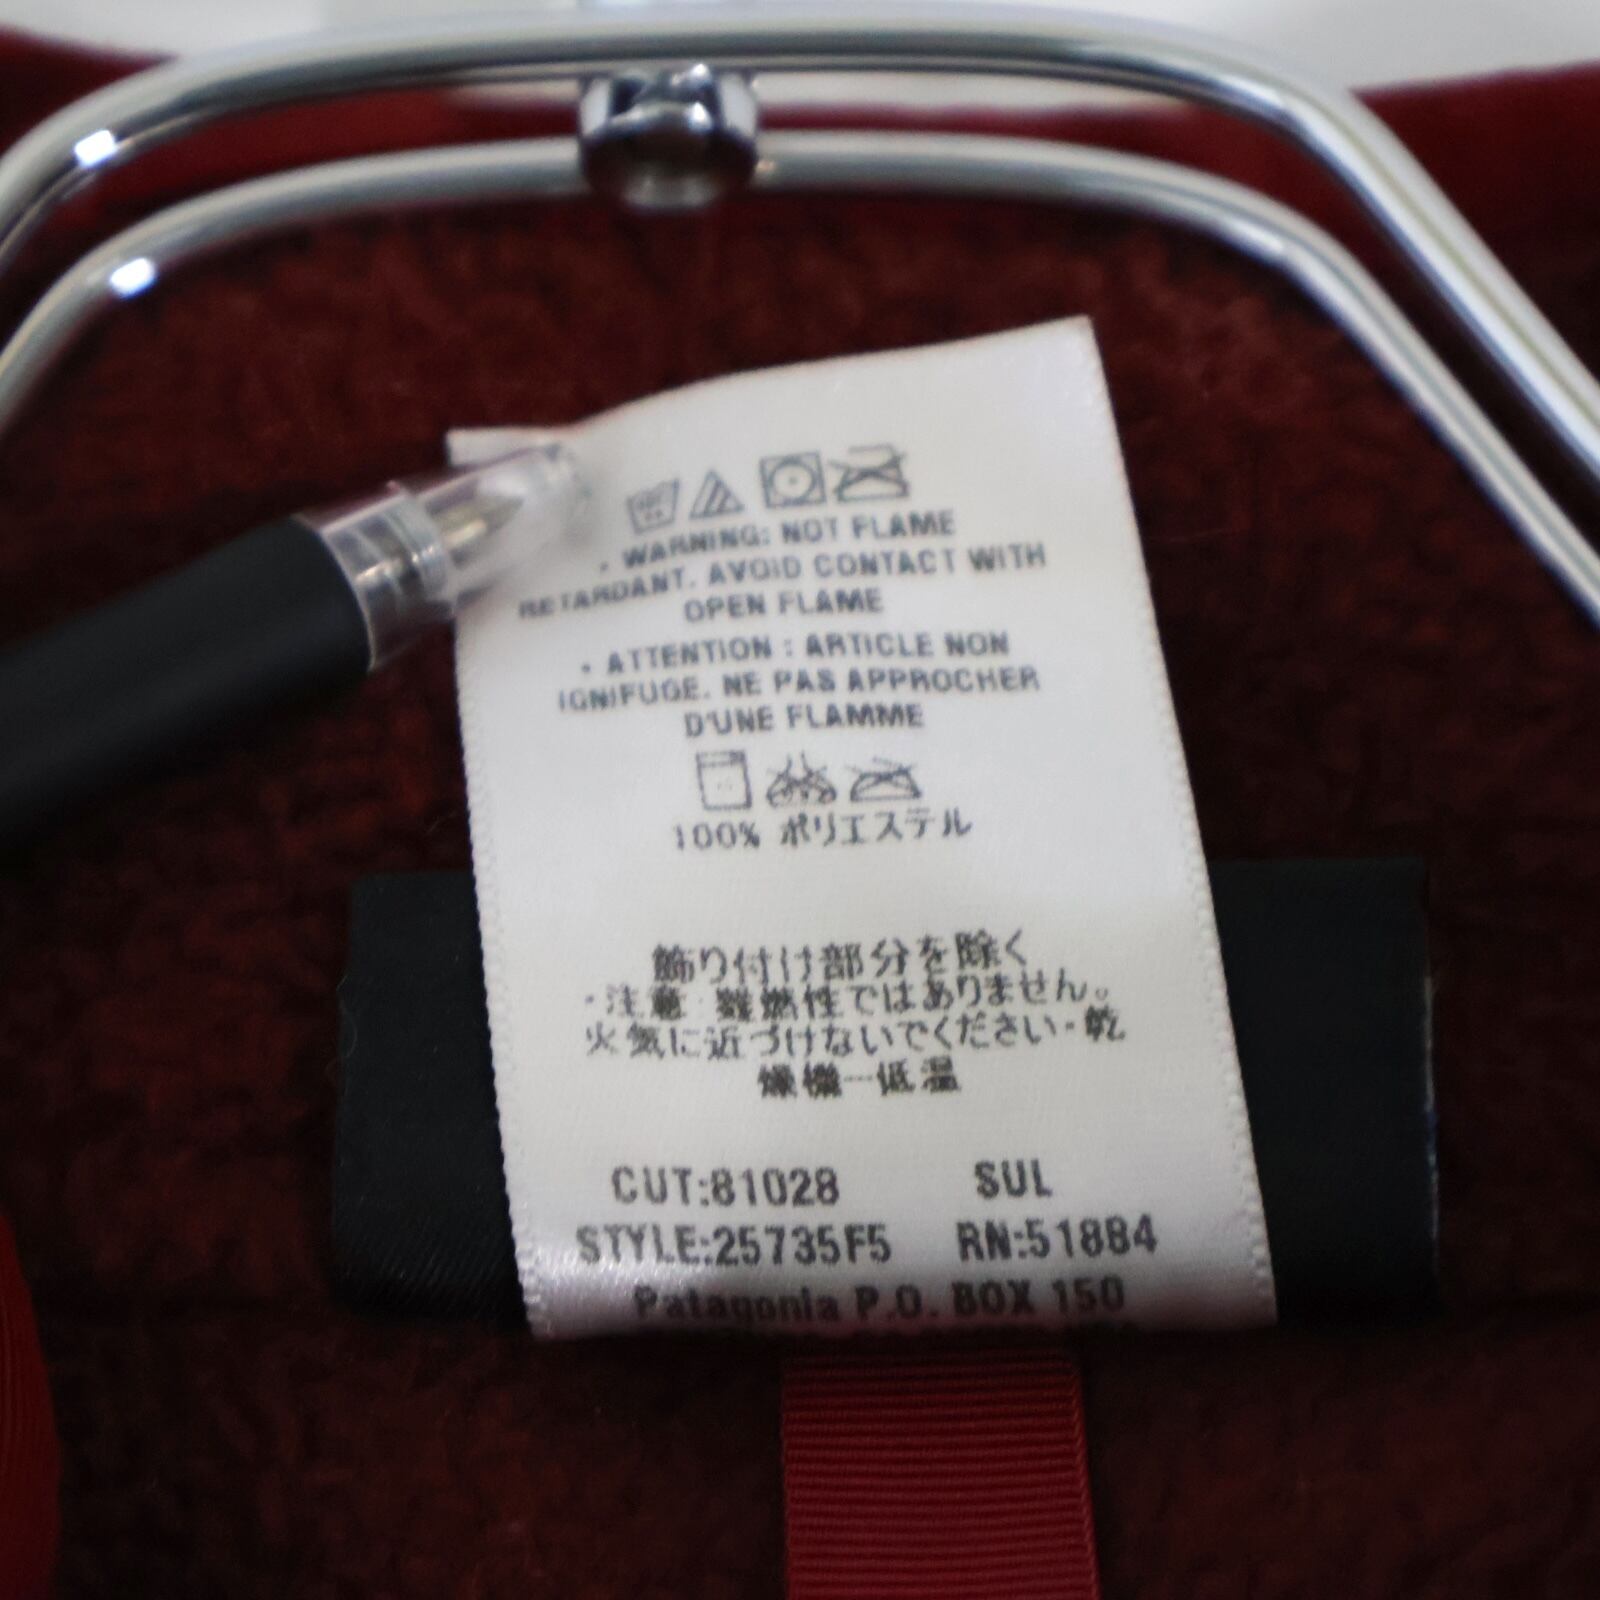 · WARNING: NOT FLAME
RETARDANT. AVOID CONTACT WITH
OPEN FLAME
· ATTENTION : ARTICLE NON
IGNIFUGE. NE PAS APPROCHER
D'UNE FLAMME
100% ポリエステル
飾り付け部分を除く
·注意 難燃性ではありません。
火気に近づけないでください·乾
燥機一低温
CUT:81028 SUL
STYLE:25735F5 RN:51884
Patagonia P.O. BOX 150